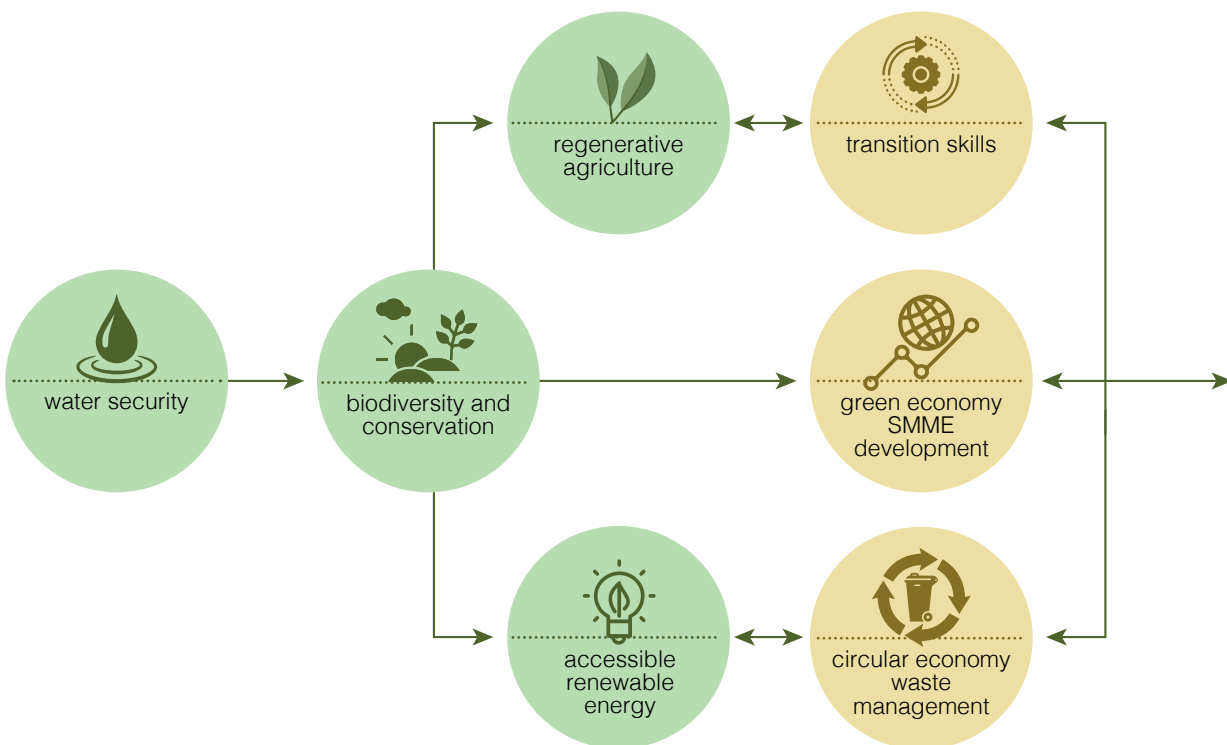 regenerative
agriculture
transition skills
water security
biodiversity and
conservation
green economy
SMME
development
accessible
renewable
energy
circular economy
waste
management